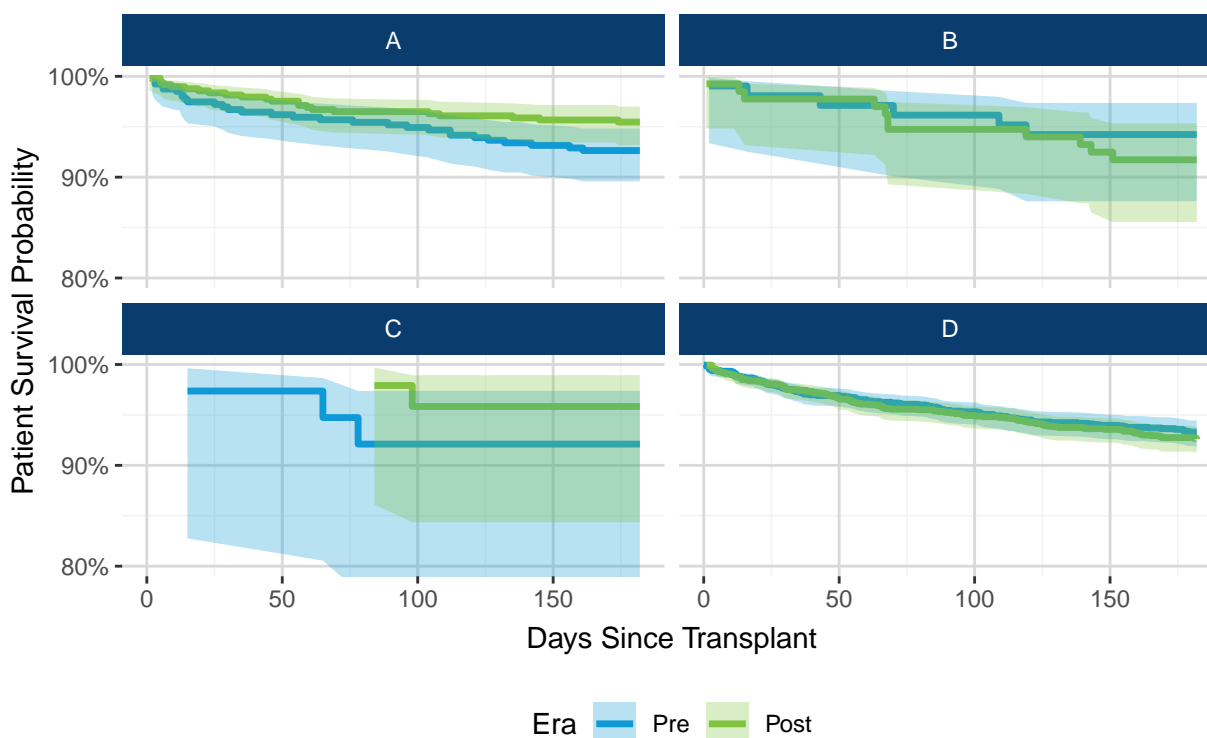 A
B
100%
90%
80%
C
D
100%
90%
80%
0
50
100
150
0
50
100
150
Patient Survival Probability
Days Since Transplant
Era
Pre
Post